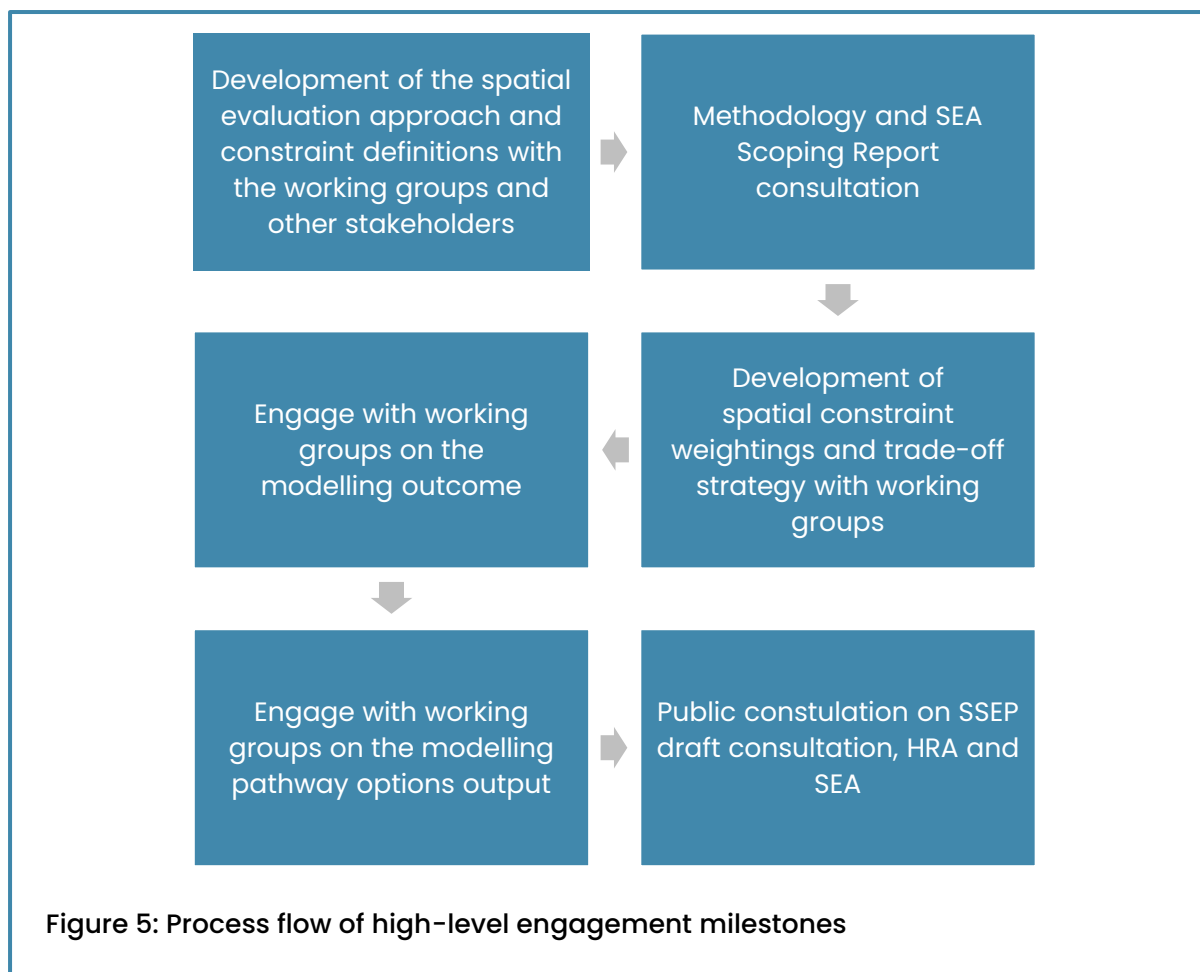 Development of the spatial
evaluation approach and
constraint definitions with
the working groups and
other stakeholders
Methodology and SEA
Scoping Report
consultation
Development of
spatial constraint
weightings and trade-off
strategy with working
groups
Engage with working
groups on the
modelling outcome
Engage with working
groups on the modelling
pathway options output
Public constulation on SSEP
draft consultation, HRA and
SEA
Figure 5: Process flow of high-level engagement milestones